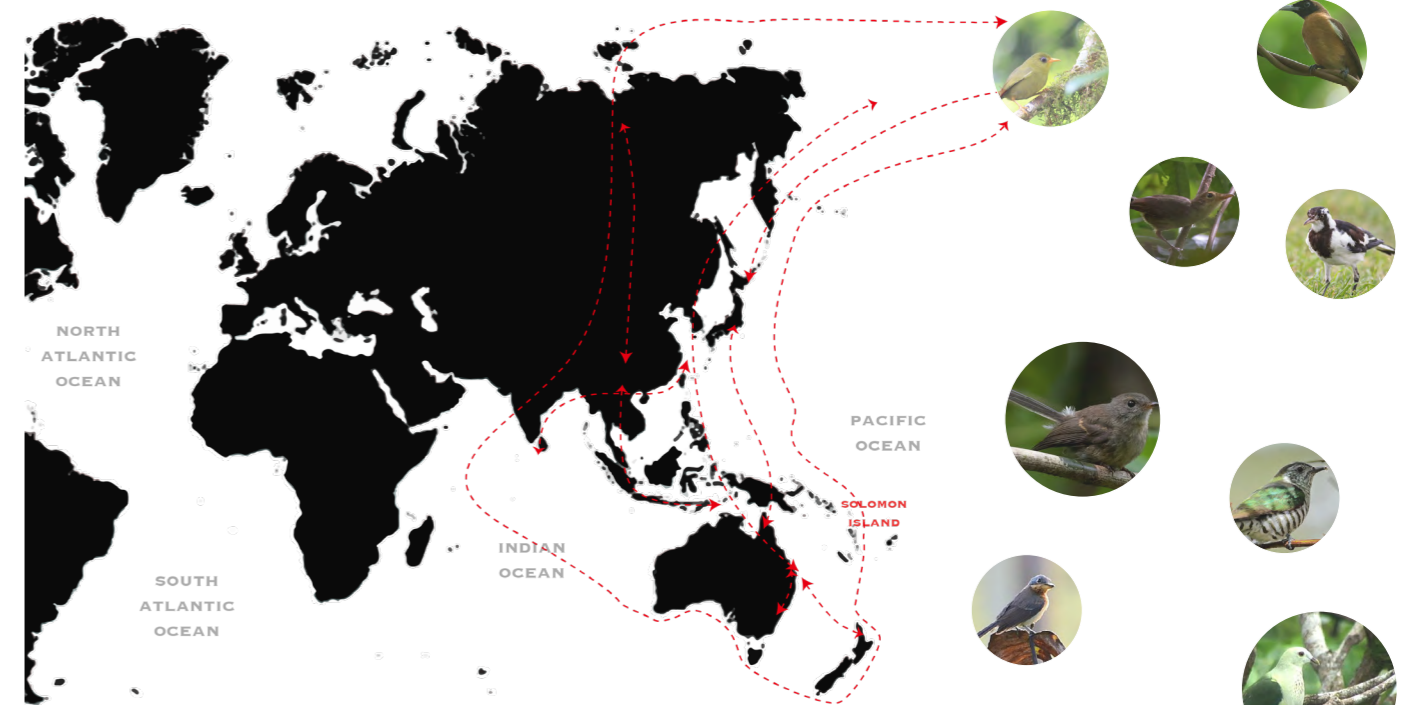 NORTH
ATLANTIC
OCEAN
PACIFIC
OCEAN
SOLOMON
ISLAND
INDIAN
OCEAN
SOUTH
ATLANTIC
OCEAN